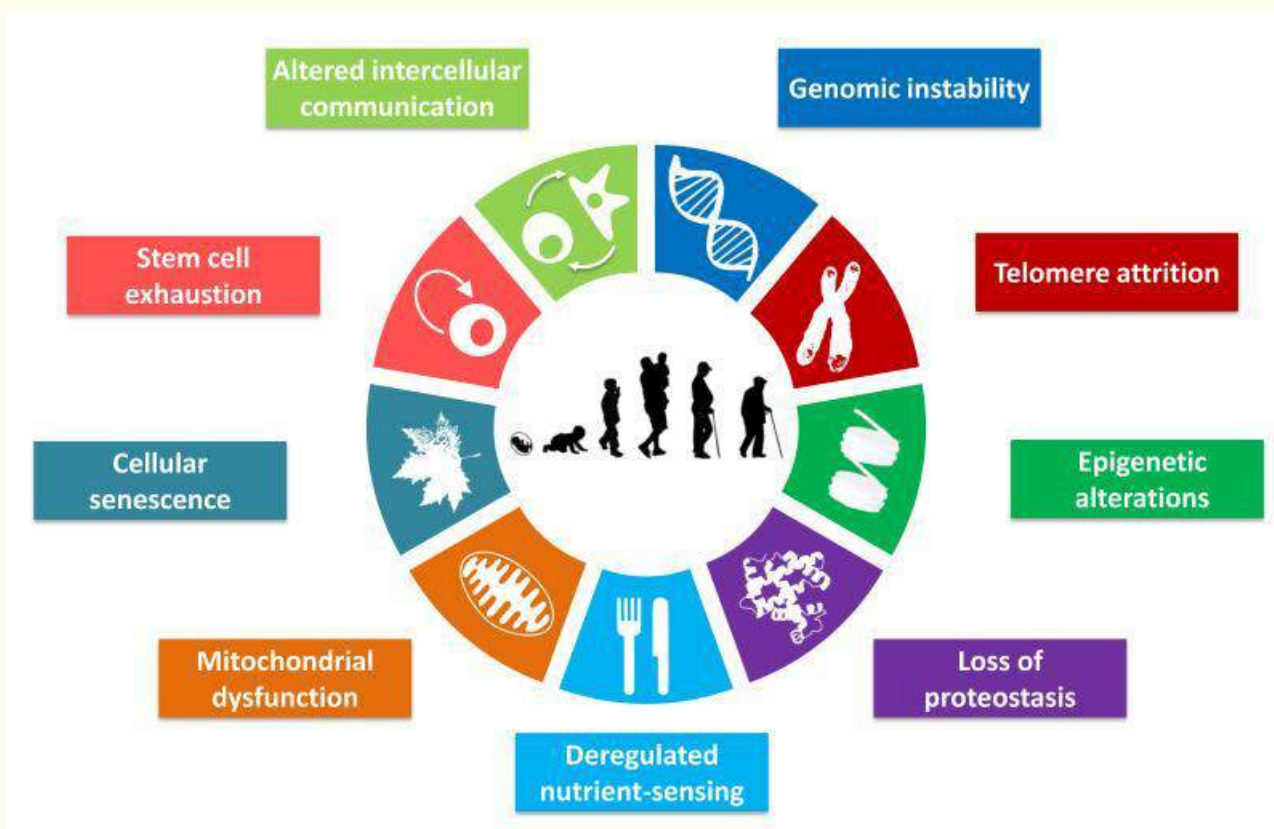 Altered intercellular
communication
Genomic instability
Stem cell
exhaustion
Telomere attrition
Cellular
senescence
Epigenetic
alterations
Mitochondrial
dysfunction
Loss of
proteostasis
Deregulated
nutrient-sensing